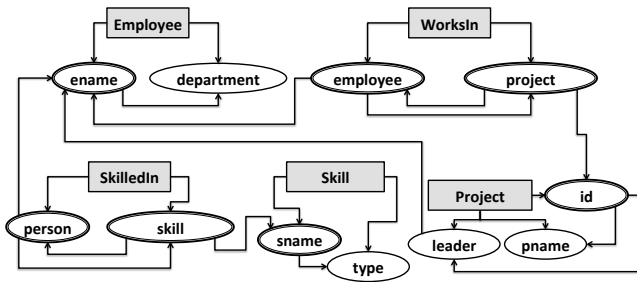 Employee
WorksIn
ename
department
employee
project
SkilledIn
Skill
Project
id
person
skill
sname
leader
pname
type